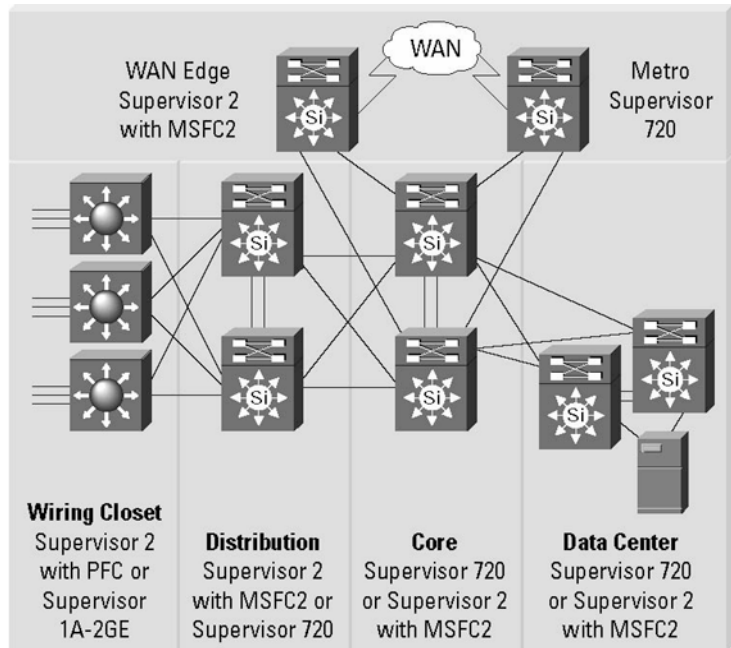 WAN
WAN Edge
Supervisor 2
with MSFC2
Metro
Supervisor
720
Si
Si
Si
Si
Si
Si
Si
Si
Wiring Closet
Supervisor 2
with PFC or
Supervisor
1A-2GE
Distribution
Supervisor 2
with MSFC2 or
Supervisor 720
Core
Supervisor 720
or Supervisor 2
with MSFC2
Data Center
Supervisor 720
or Supervisor 2
with MSFC2